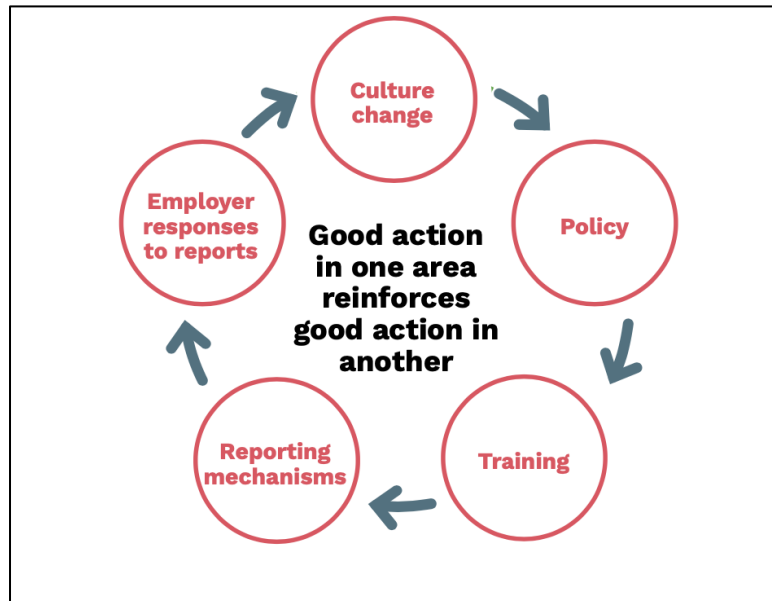 Culture
change
Policy
Training
Reporting
mechanisms
Employer
responses
to reports
Good action
in one area
reinforces
good action in
another